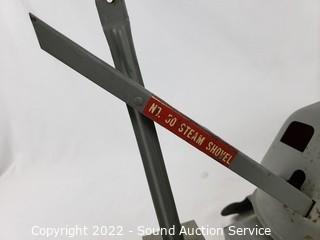 NO. 50 STEAM SHOVEL
Copyright 2022 - Sound Auction Service